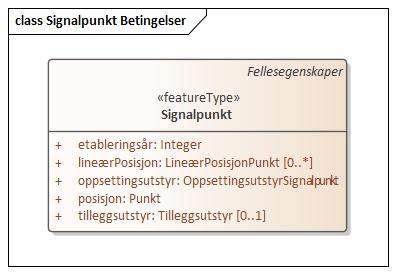 class Signalpunkt Betingelser
Fellesegenskaper
«featureType»
Signalpunkt
+ etableringsår: Integer
+ lineærPosisjon: LineærPosisjonPunkt [0..*]
+ oppsettingsutstyr: OppsettingsutstyrSignalpunkt
+ posisjon: Punkt
+ tilleggsutstyr: Tilleggsutstyr [0..1]